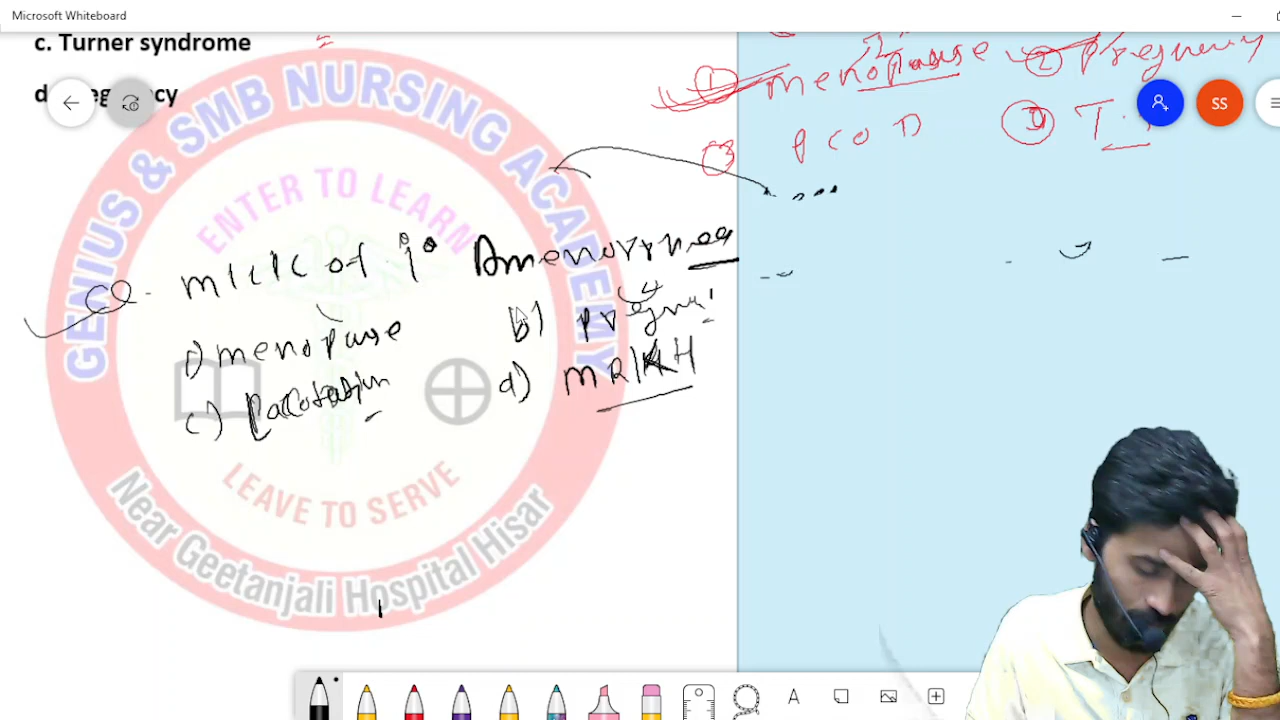 Microsoft Whiteboard
c. Turner syndrome
GENIUS & SMB NURSING ACADEMY
ENTER TO LEARN
LEAVE TO SERVE
Near Geetanjali Hospital Hisar
Q. MCC of 1° Amenorrhea
a) menopause
b) pregna
c) Lactation
d) MRKH
① menopause ② Pregnancy
③ PCOD ④ T.S
SS
A